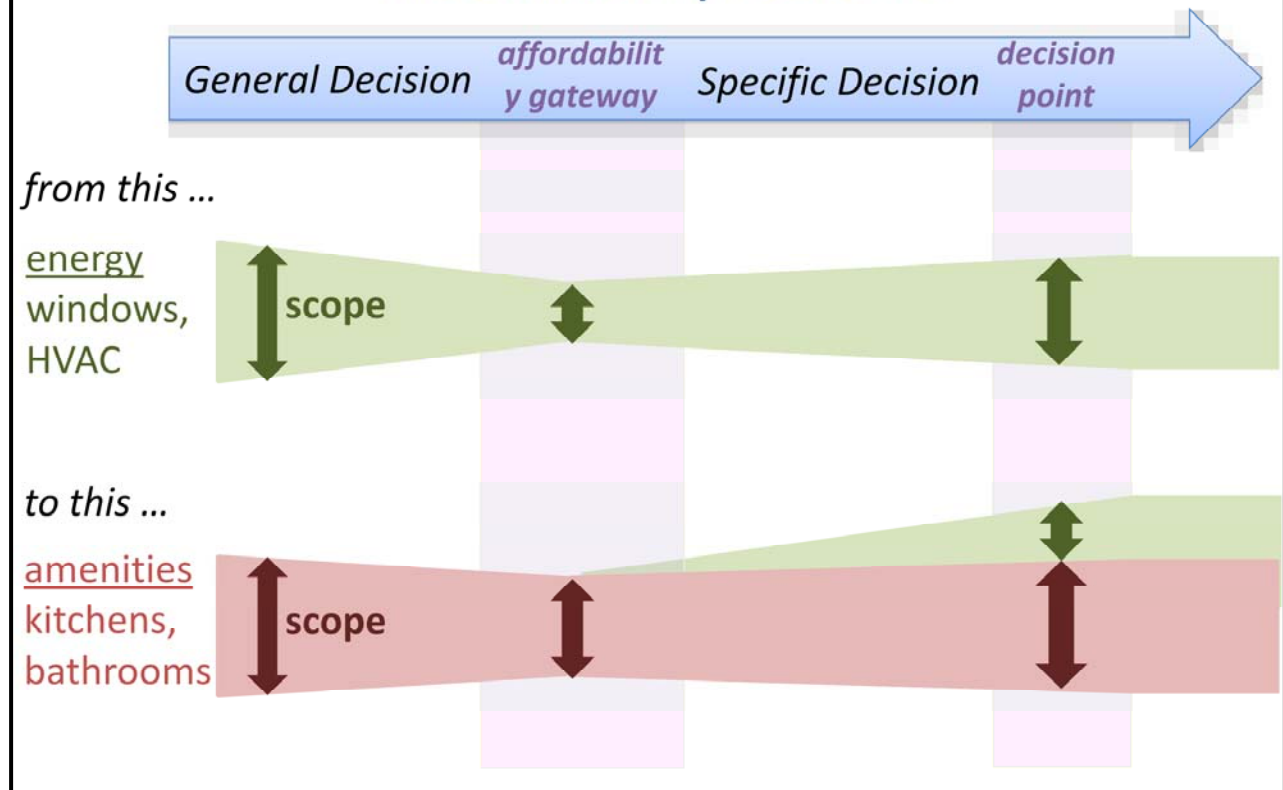 General Decision
affordabilit
y gateway
Specific Decision
decision
point
from this ...
energy
windows,
HVAC
scope
to this ...
amenities
kitchens,
bathrooms
scope